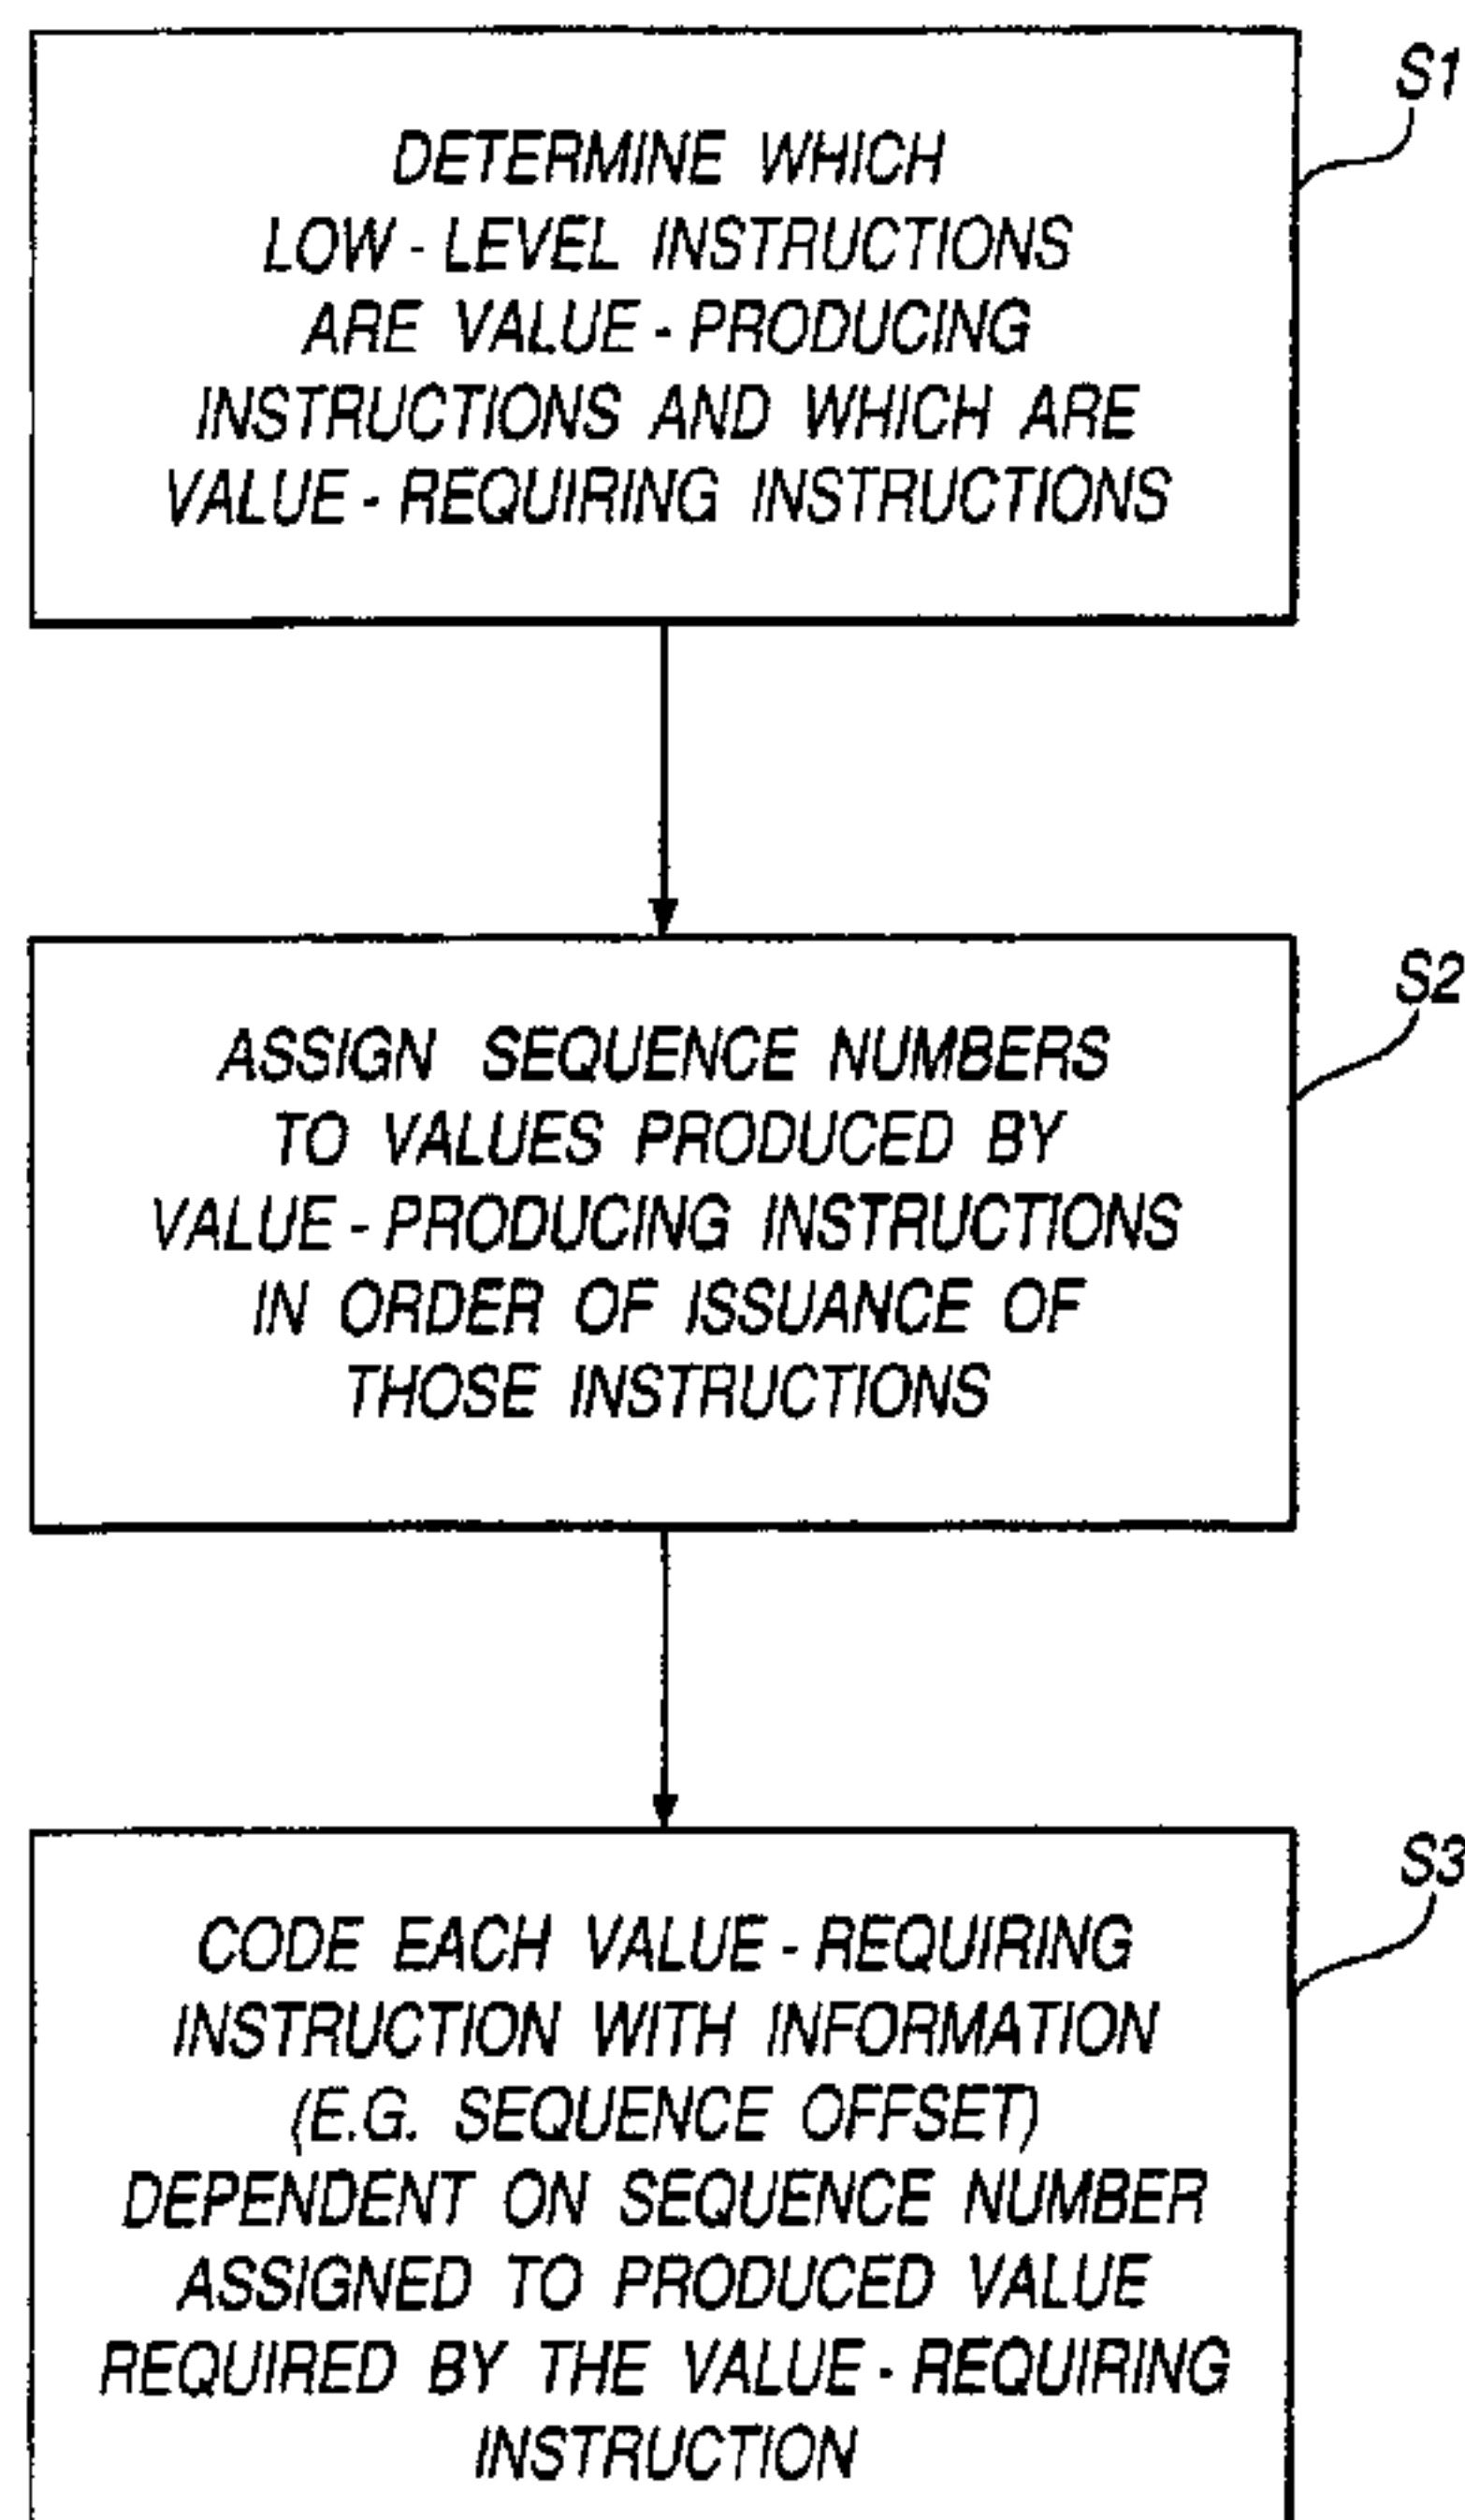 S1
DETERMINE WHICH
LOW-LEVEL INSTRUCTIONS
ARE VALUE-PRODUCING
INSTRUCTIONS AND WHICH ARE
VALUE-REQUIRING INSTRUCTIONS
S2
ASSIGN SEQUENCE NUMBERS
TO VALUES PRODUCED BY
VALUE-PRODUCING INSTRUCTIONS
IN ORDER OF ISSUANCE OF
THOSE INSTRUCTIONS
S3
CODE EACH VALUE-REQUIRING
INSTRUCTION WITH INFORMATION
(E.G. SEQUENCE OFFSET)
DEPENDENT ON SEQUENCE NUMBER
ASSIGNED TO PRODUCED VALUE
REQUIRED BY THE VALUE-REQUIRING
INSTRUCTION